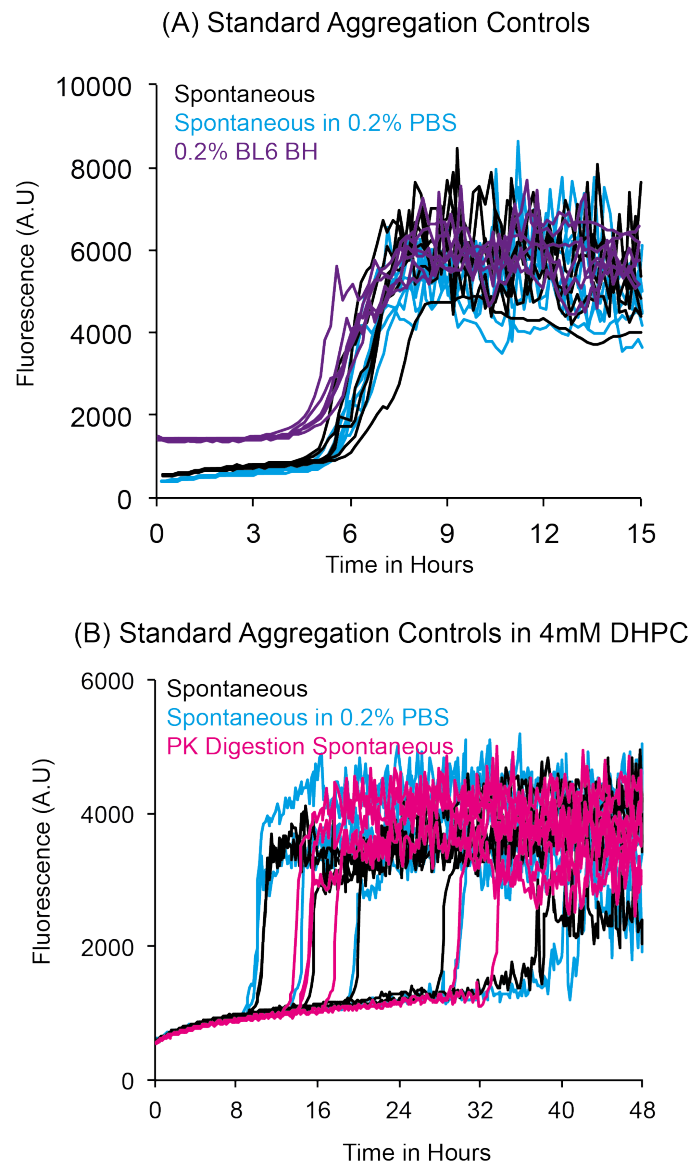 (A) Standard Aggregation Controls
10000
Spontaneous
Spontaneous in 0.2% PBS
0.2% BL6 BH
8000
6000
4000
2000
0
Fluorescence (A.U)
0 3 6 9 12 15
Time in Hours
(B) Standard Aggregation Controls in 4mM DHPC
6000
Spontaneous
Spontaneous in 0.2% PBS
PK Digestion Spontaneous
4000
2000
0
Fluorescence (A.U)
0 8 16 24 32 40 48
Time in Hours